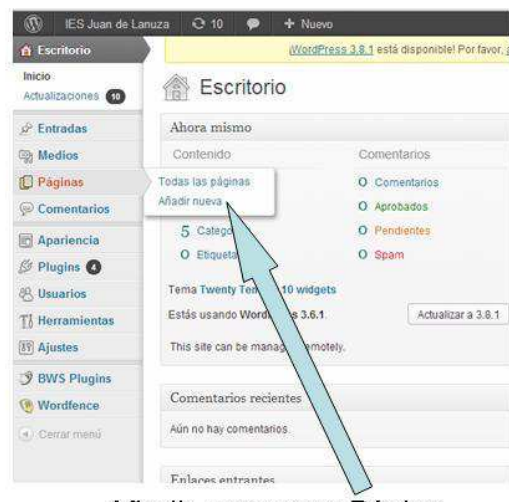 IES Juan de Lanuza 10 + Nuevo
Escritorio
¡WordPress 3.8.1 está disponible! Por favor,
Inicio
Actualizaciones 10
Escritorio
Entradas
Medios
Páginas
Comentarios
Apariencia
Plugins 4
Usuarios
Herramientas
Ajustes
BWS Plugins
Wordfence
Cerrar menú
Ahora mismo
Contenido
Comentarios
Todas las páginas
Añadir nueva
0 Comentarios
0 Aprobados
5 Catego
0 Pendientes
0 Etiqueta
0 Spam
Tema Twenty Te 10 widgets
Estás usando Word s 3.6.1.
Actualizar a 3.8.1
This site can be manag emotely.
Comentarios recientes
Aún no hay comentarios.
Enlaces entrantes